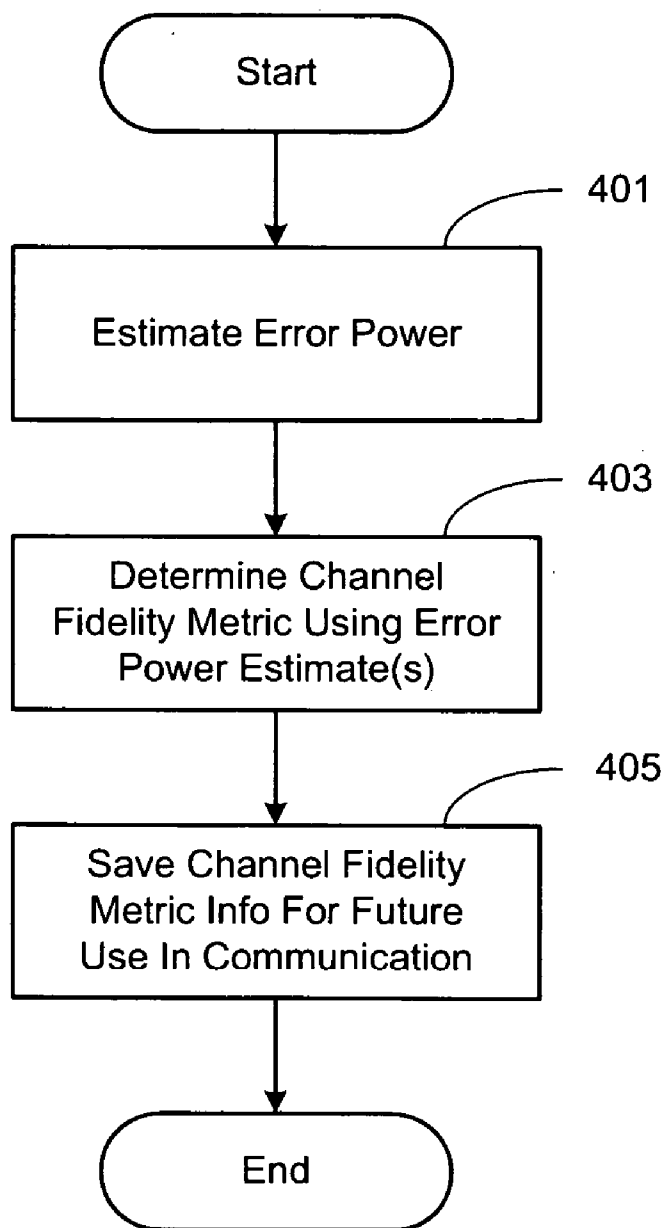 Start
401
Estimate Error Power
403
Determine Channel
Fidelity Metric Using Error
Power Estimate(s)
405
Save Channel Fidelity
Metric Info For Future
Use In Communication
End